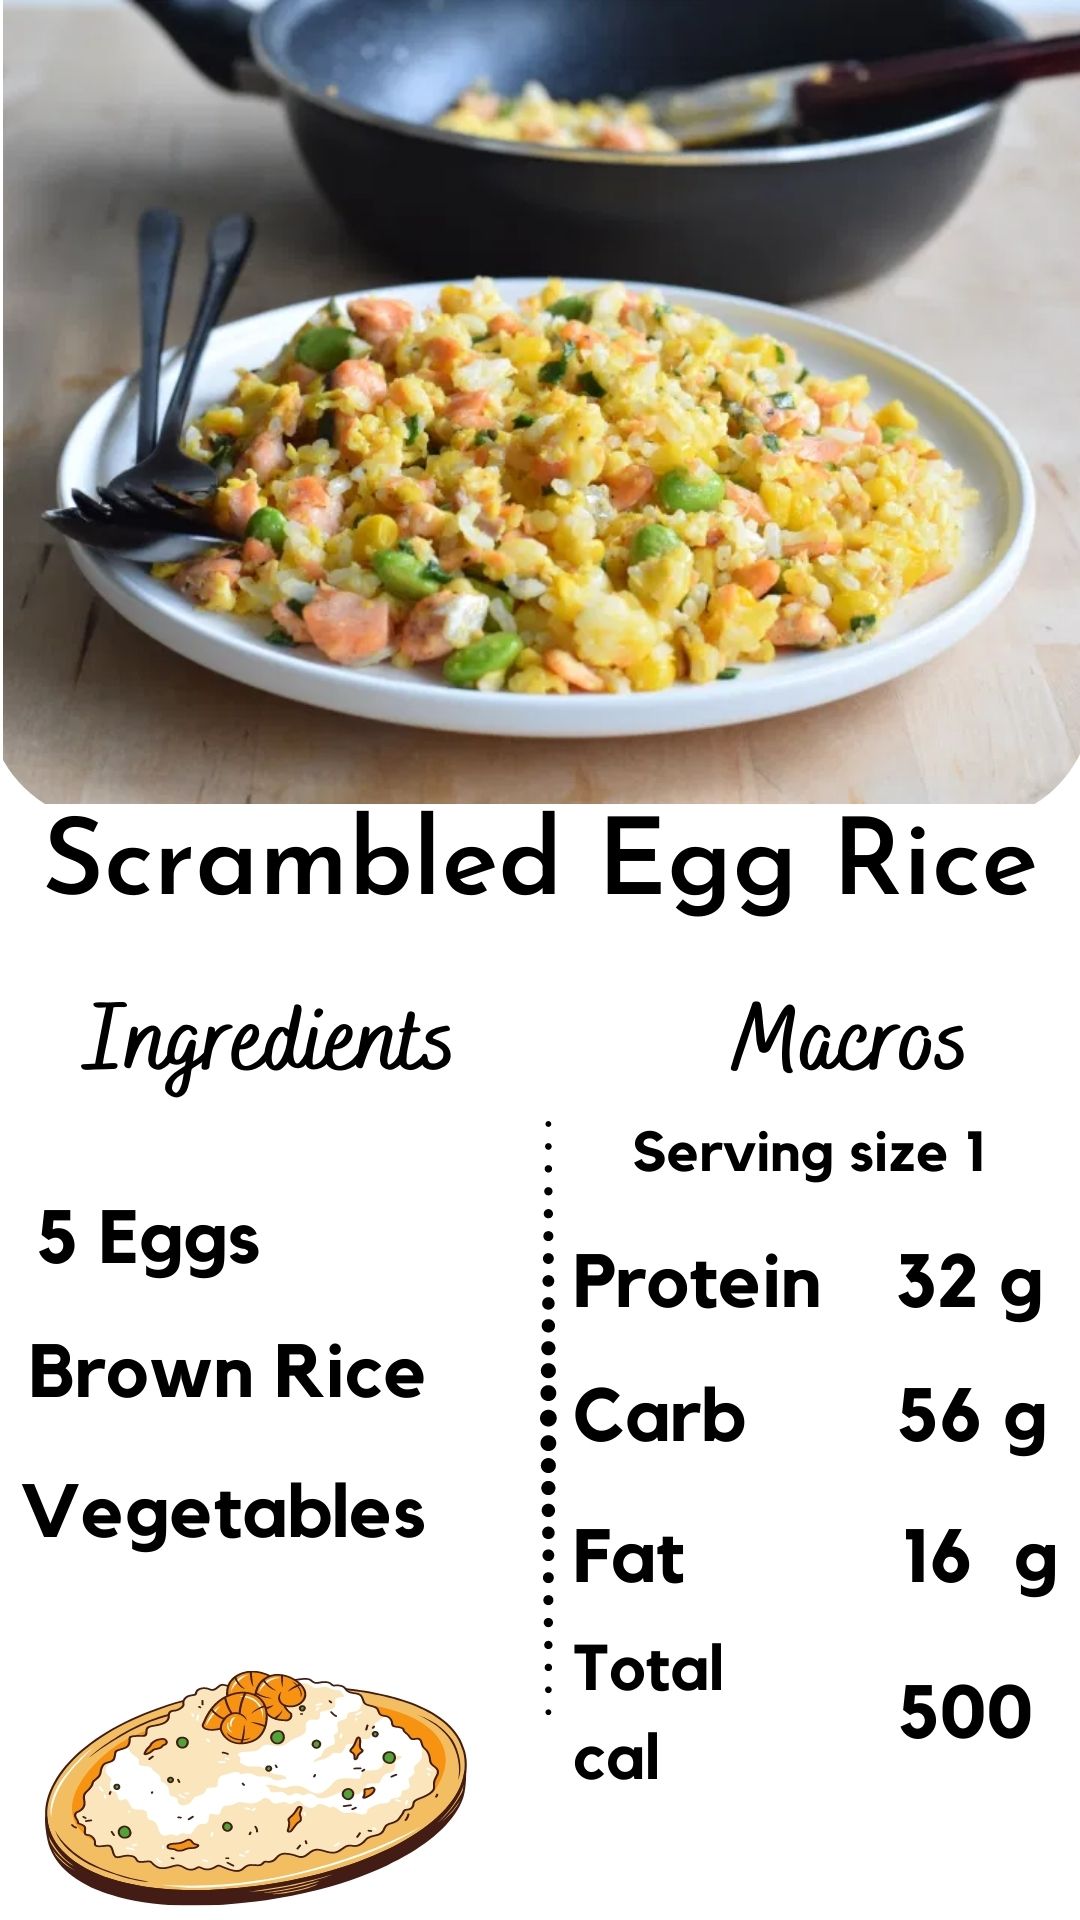 Scrambled Egg Rice
Ingredients
5 Eggs
Brown Rice
Vegetables
Macros
Serving size 1
Protein 32 g
Carb 56 g
Fat 16 g
Total
cal 500